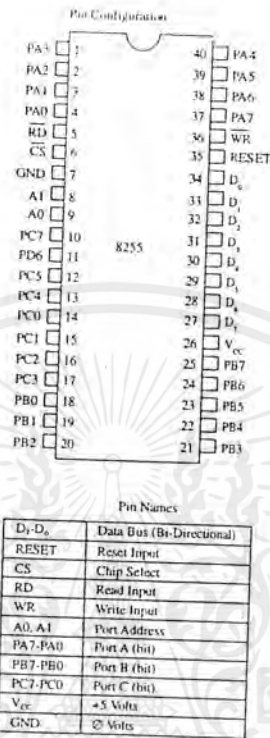 Pin Configuration
PA3 1 40 PA4
PA2 2 39 PA5
PA1 3 38 PA6
PA0 4 37 PA7
RD 5 36 WR
CS 6 35 RESET
GND 7 34 D0
A1 8 33 D1
A0 9 32 D2
PC7 10 31 D3
8255
PD6 11 30 D4
PC5 12 29 D5
PC4 13 28 D6
PC0 14 27 D7
PC1 15 26 Vcc
PC2 16 25 PB7
PC3 17 24 PB6
PB0 18 23 PB5
PB1 19 22 PB4
PB2 20 21 PB3
Pin Names
D7-D0 Data Bus (Bi-Directional)
RESET Reset Input
CS Chip Select
RD Read Input
WR Write Input
A0, A1 Port Address
PA7-PA0 Port A (bit)
PB7-PB0 Port B (bit)
PC7-PC0 Port C (bit)
Vcc +5 Volts
GND Ø Volts